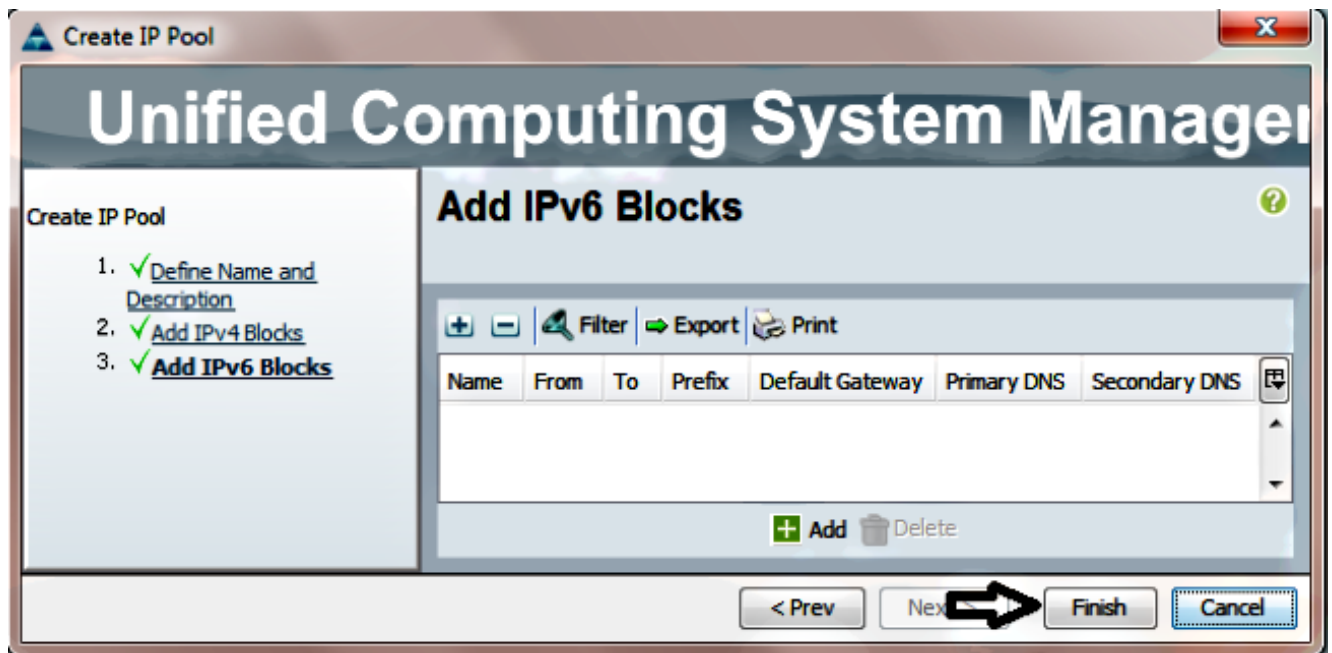 Create IP Pool
Unified Computing System Manager
Create IP Pool
1. Define Name and
Description
2. Add IPv4 Blocks
3. Add IPv6 Blocks
Add IPv6 Blocks
Filter Export Print
Name From To Prefix Default Gateway Primary DNS Secondary DNS
Add Delete
< Prev Finish Cancel